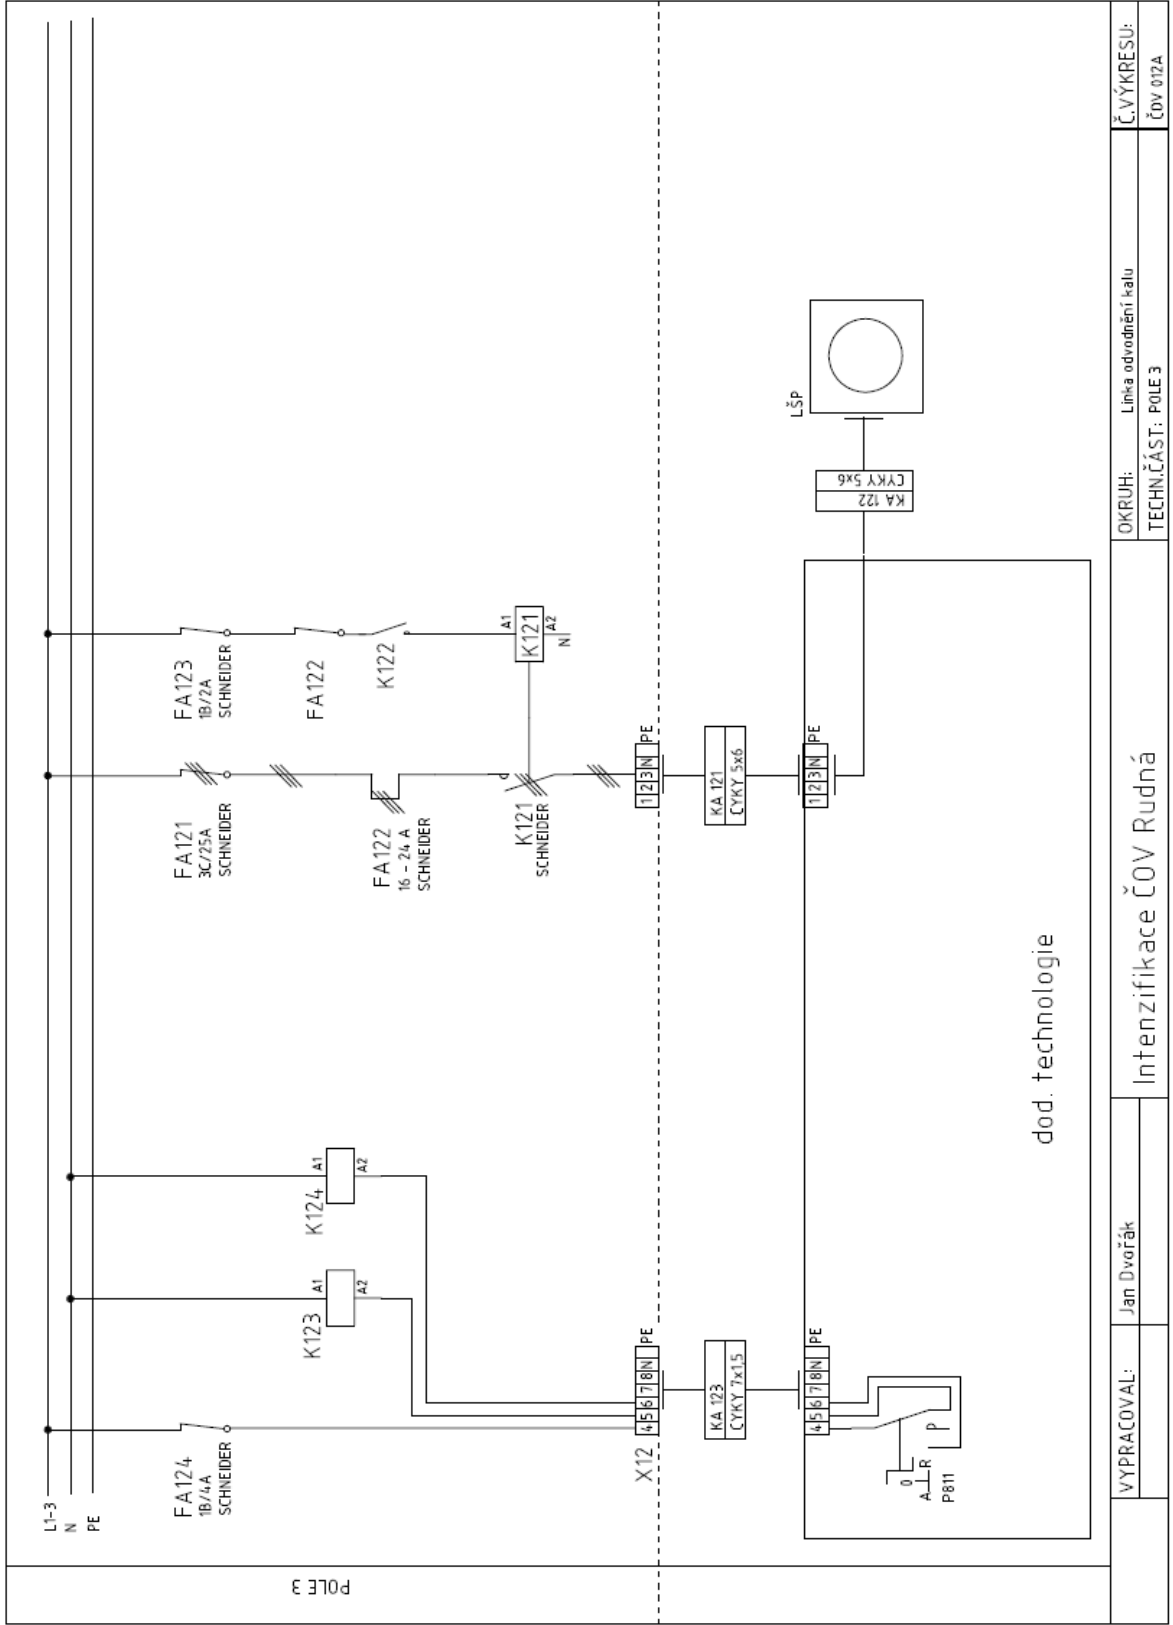 L1-3
N
PE
FA124
1B/4A
SCHNEIDER
K123
A1
A2
K124
A1
A2
FA121
3C/25A
SCHNEIDER
FA122
16 - 24 A
SCHNEIDER
K121
SCHNEIDER
FA123
1B/2A
SCHNEIDER
FA122
K122
A1
K121
A2
N
POLE 3
X12
4 5 6 7 8 N PE
1 2 3 N PE
KA 123
CYKY 7x1,5
KA 121
CYKY 5x6
4 5 6 7 8 N PE
1 2 3 N PE
0
A R
P811
P
KA 122
CYKY 5x6
LŠP
dod. technologie
VYPRACOVAL:
Jan Dvořák
Intenzifikace ČOV Rudná
OKRUH: Linka odvodnění kalu
TECHN.ČÁST: POLE 3
Č.VÝKRESU:
ČDV 012A